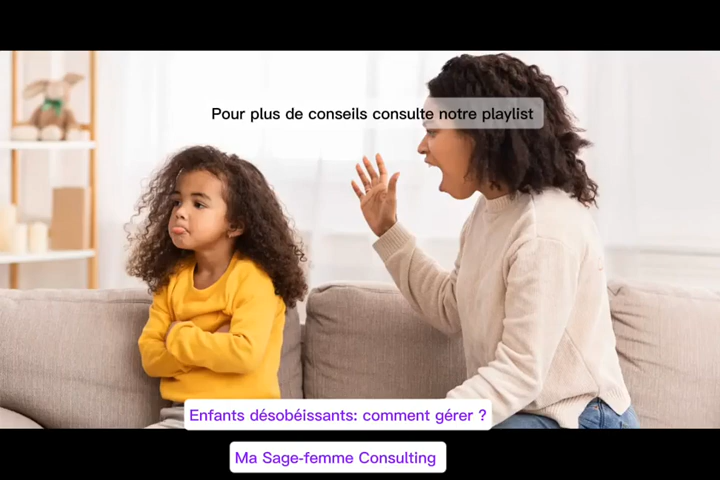 Pour plus de conseils consulte notre playlist
Enfants désobéissants: comment gérer ?
Ma Sage-femme Consulting